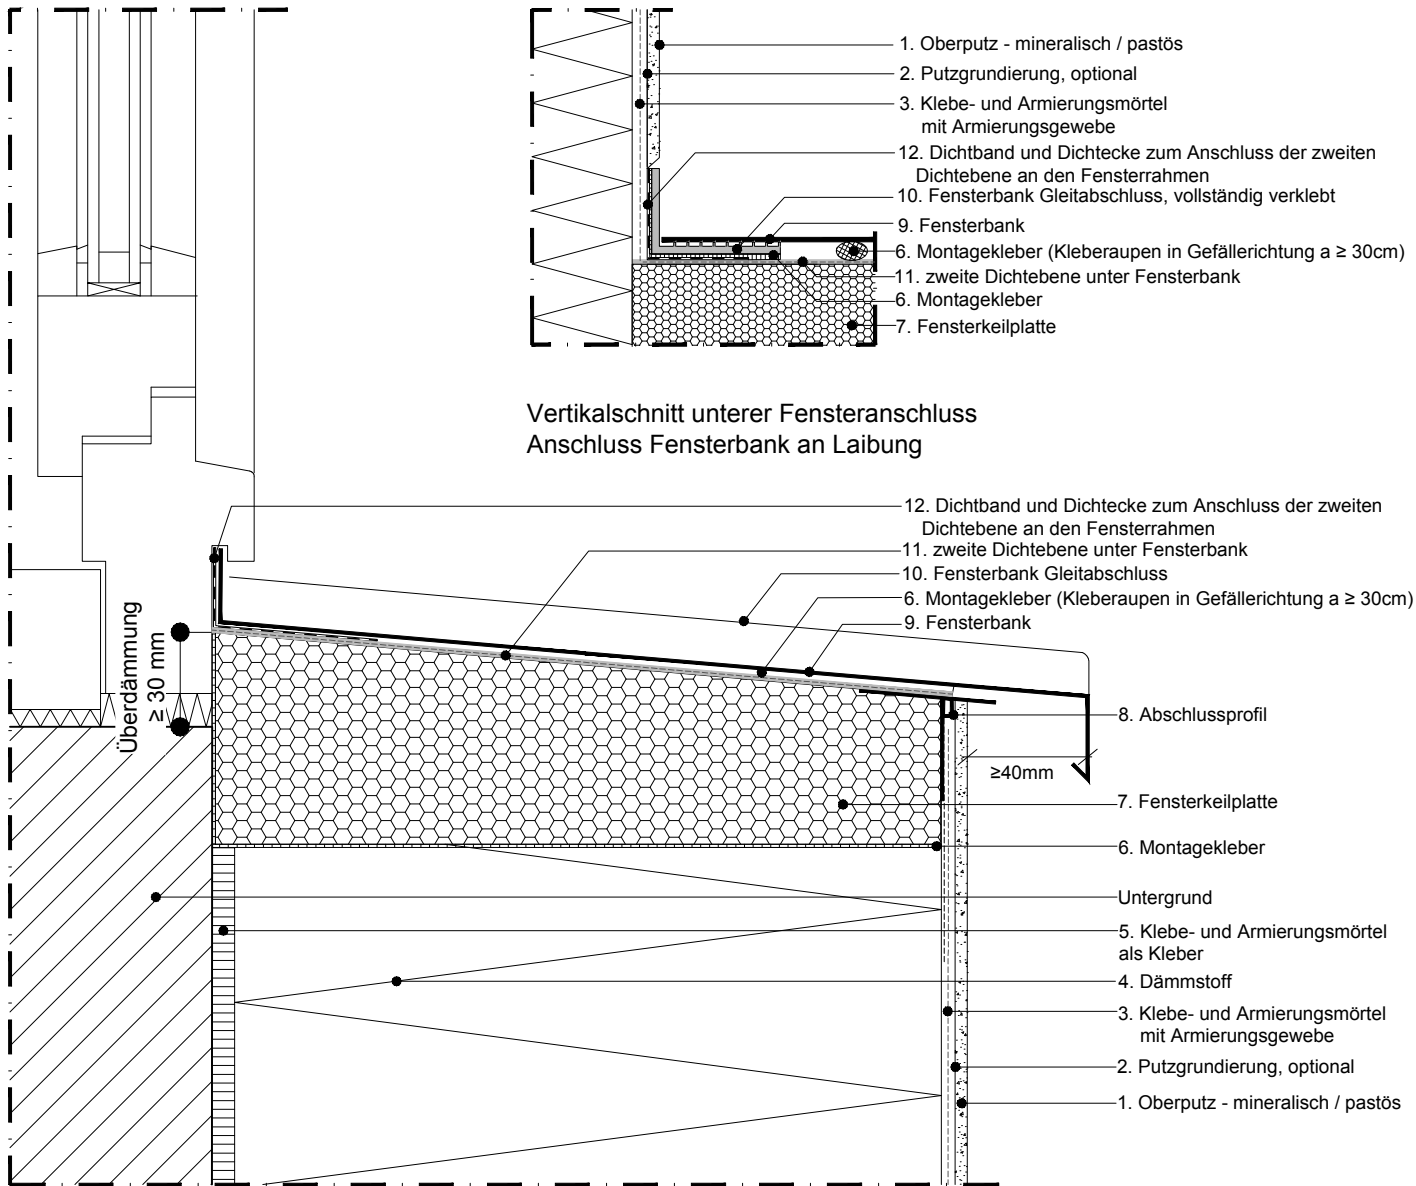 1. Oberputz - mineralisch / pastös
2. Putzgrundierung, optional
3. Klebe- und Armierungsmörtel
mit Armierungsgewebe
12. Dichtband und Dichtecke zum Anschluss der zweiten
Dichtebene an den Fensterrahmen
10. Fensterbank Gleitabschluss, vollständig verklebt
9. Fensterbank
6. Montagekleber (Kleberaupen in Gefällerichtung a ≥ 30cm)
11. zweite Dichtebene unter Fensterbank
6. Montagekleber
7. Fensterkeilplatte
Vertikalschnitt unterer Fensteranschluss
Anschluss Fensterbank an Laibung
12. Dichtband und Dichtecke zum Anschluss der zweiten
Dichtebene an den Fensterrahmen
11. zweite Dichtebene unter Fensterbank
10. Fensterbank Gleitabschluss
6. Montagekleber (Kleberaupen in Gefällerichtung a ≥ 30cm)
9. Fensterbank
Überdämmung
≥ 30 mm
8. Abschlussprofil
≥40mm
7. Fensterkeilplatte
6. Montagekleber
Untergrund
5. Klebe- und Armierungsmörtel
als Kleber
4. Dämmstoff
3. Klebe- und Armierungsmörtel
mit Armierungsgewebe
2. Putzgrundierung, optional
1. Oberputz - mineralisch / pastös